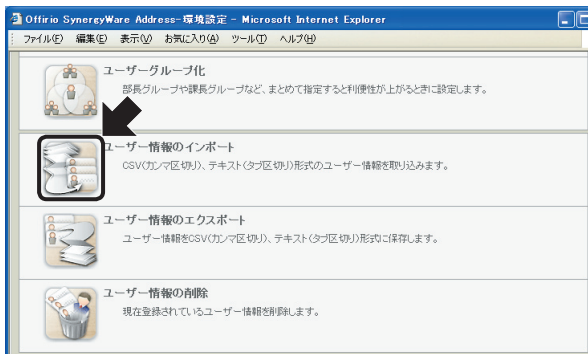 Offirio SynergyWare Address-環境設定 - Microsoft Internet Explorer
ファイル(F) 編集(E) 表示(V) お気に入り(A) ツール(T) ヘルプ(H)
ユーザーグループ化
部長グループや課長グループなど、まとめて指定すると利便性が上がるときに設定します。
ユーザー情報のインポート
CSV(カンマ区切り)、テキスト(タブ区切り)形式のユーザー情報を取り込みます。
ユーザー情報のエクスポート
ユーザー情報をCSV(カンマ区切り)、テキスト(タブ区切り)形式に保存します。
ユーザー情報の削除
現在登録されているユーザー情報を削除します。